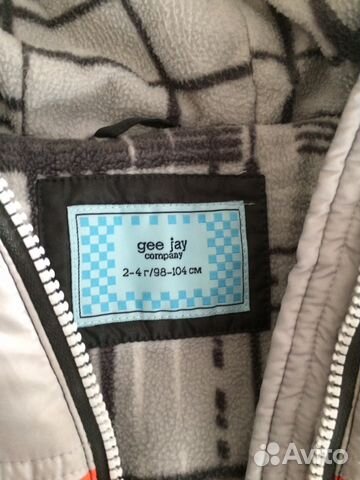 gee jay
company
2-4 г/98-104 см
Avito